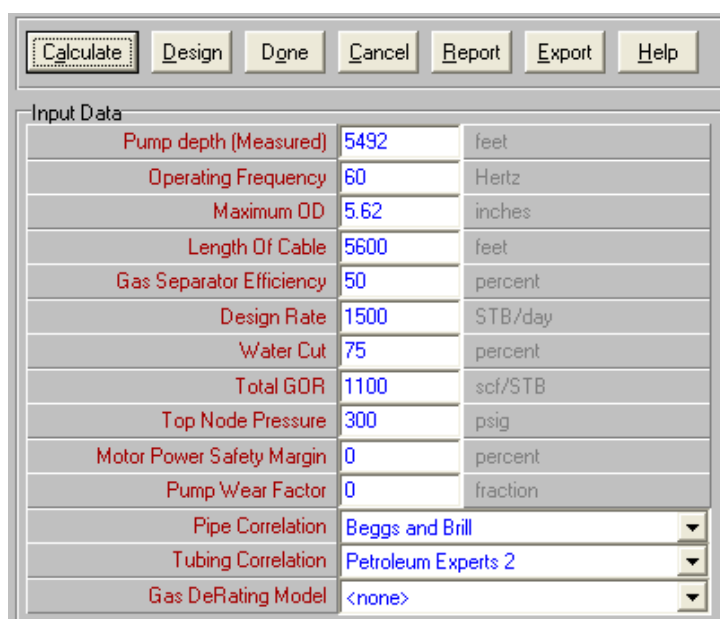 Calculate Design Done Cancel Report Export Help
Input Data
Pump depth (Measured) 5492 feet
Operating Frequency 60 Hertz
Maximum OD 5.62 inches
Length Of Cable 5600 feet
Gas Separator Efficiency 50 percent
Design Rate 1500 STB/day
Water Cut 75 percent
Total GOR 1100 scf/STB
Top Node Pressure 300 psig
Motor Power Safety Margin 0 percent
Pump Wear Factor 0 fraction
Pipe Correlation Beggs and Brill
Tubing Correlation Petroleum Experts 2
Gas DeRating Model <none>